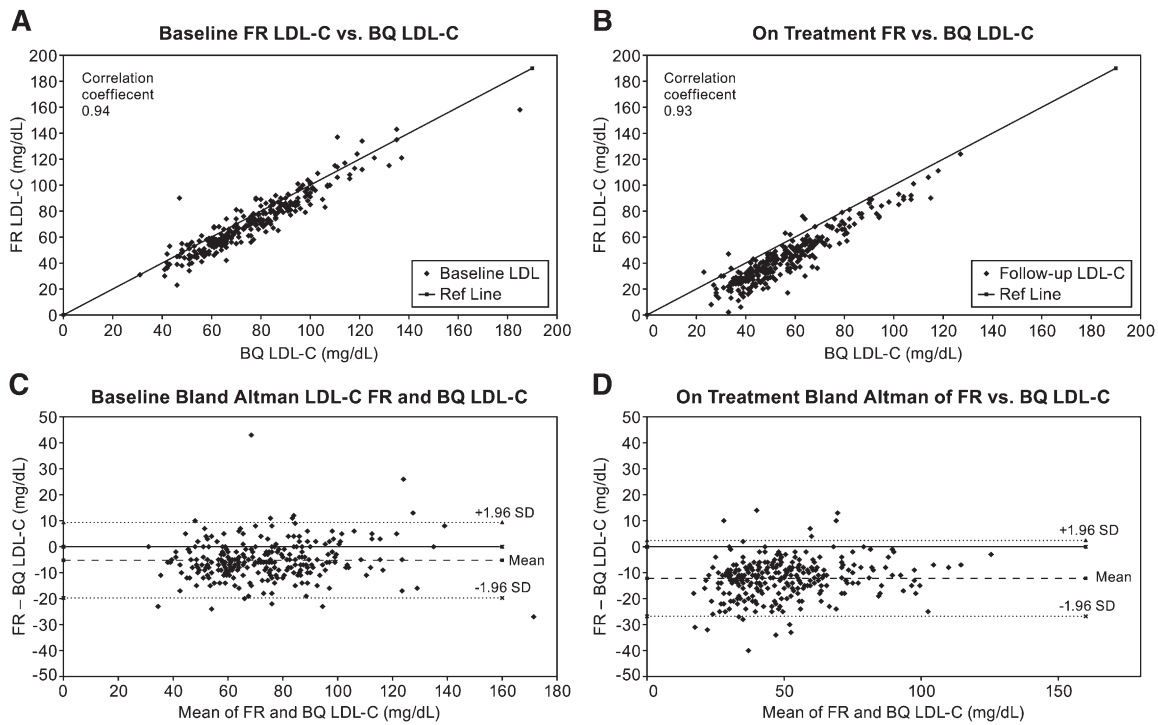 A
Baseline FR LDL-C vs. BQ LDL-C
200
180
160
140
120
100
80
60
40
20
0
FR LDL-C (mg/dL)
Correlation
coeffiecent
0.94
Baseline LDL
Ref Line
0 20 40 60 80 100 120 140 160 180 200
BQ LDL-C (mg/dL)
B
On Treatment FR vs. BQ LDL-C
200
180
160
140
120
100
80
60
40
20
0
FR LDL-C (mg/dL)
Correlation
coeffiecent
0.93
Follow-up LDL-C
Ref Line
0 20 40 60 80 100 120 140 160 180 200
BQ LDL-C (mg/dL)
C
Baseline Bland Altman LDL-C FR and BQ LDL-C
50
40
30
20
10
0
-10
-20
-30
-40
-50
FR – BQ LDL-C (mg/dL)
+1.96 SD
Mean
-1.96 SD
0 20 40 60 80 100 120 140 160 180
Mean of FR and BQ LDL-C (mg/dL)
D
On Treatment Bland Altman of FR vs. BQ LDL-C
50
40
30
20
10
0
-10
-20
-30
-40
-50
FR – BQ LDL-C (mg/dL)
+1.96 SD
Mean
-1.96 SD
0 50 100 150
Mean of FR and BQ LDL-C (mg/dL)